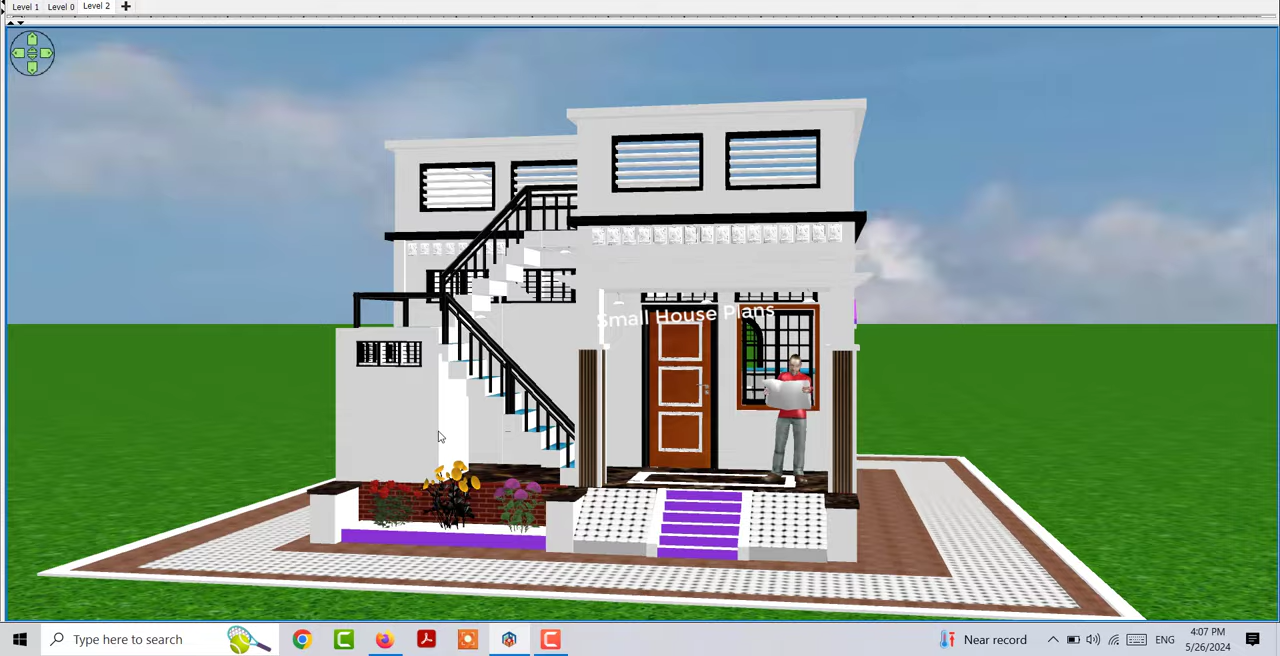 Level 1 Level 0 Level 2
Small House Plans
Type here to search
Near record
ENG
4:07 PM
5/26/2024